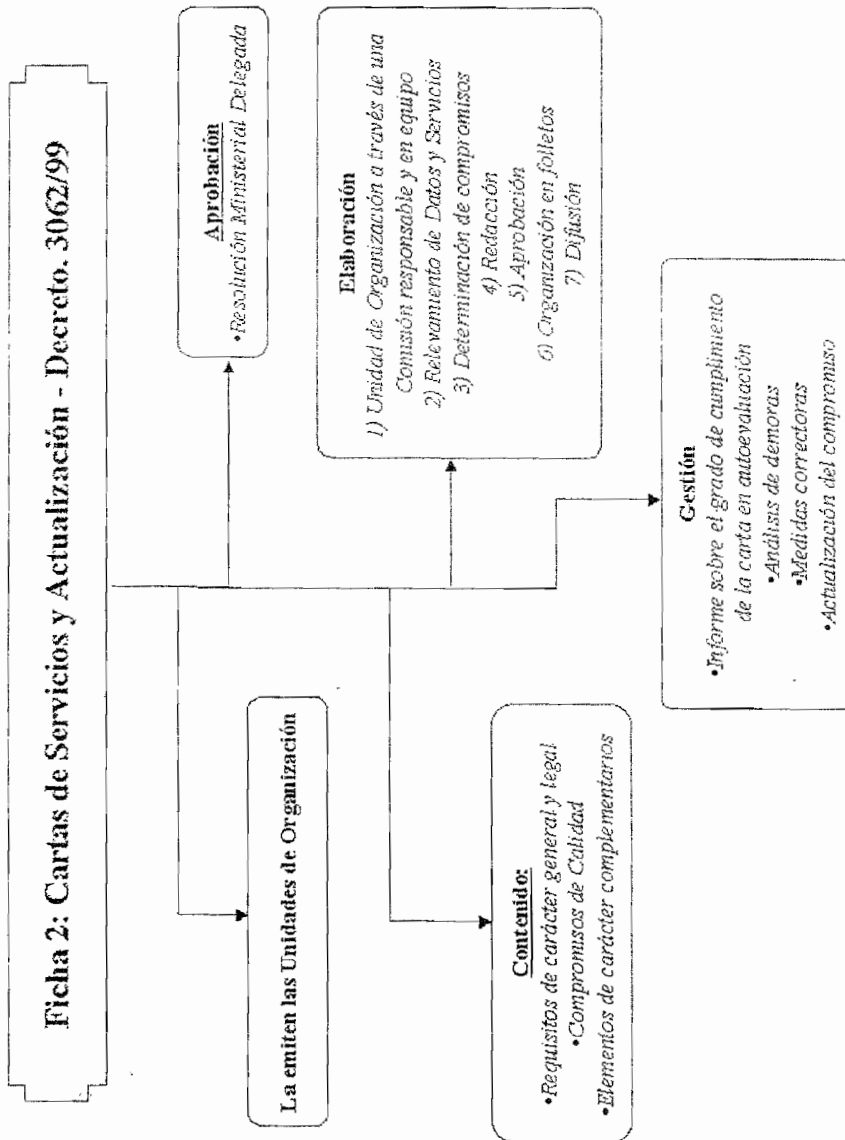 Ficha 2: Cartas de Servicios y Actualización - Decreto. 3062/99
La emiten las Unidades de Organización
Aprobación
•Resolución Ministerial Delegada
Contenido:
•Requisitos de carácter general y legal
•Compromisos de Calidad
•Elementos de carácter complementarios
Elaboración
1) Unidad de Organización a través de una
Comisión responsable y en equipo
2) Relevamiento de Datos y Servicios
3) Determinación de compromisos
4) Redacción
5) Aprobación
6) Organización en folletos
7) Difusión
Gestión
•Informe sobre el grado de cumplimiento
de la carta en autoevaluación
•Análisis de demoras
•Medidas correctoras
•Actualización del compromiso